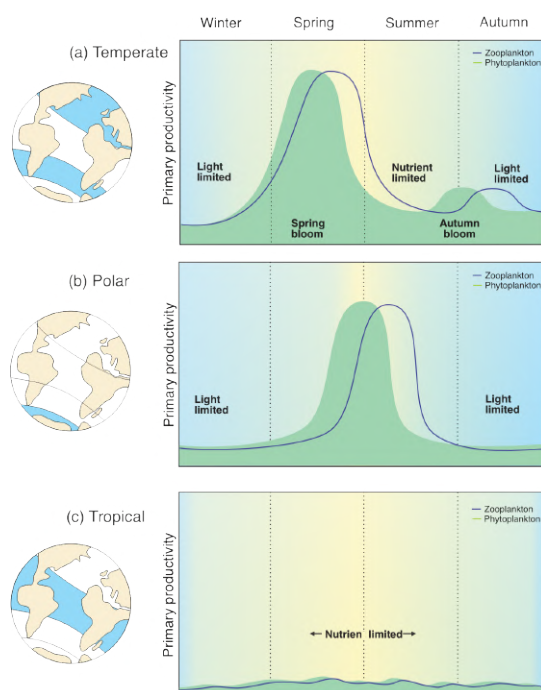 Winter Spring Summer Autumn
(a) Temperate
Zooplankton
Phytoplankton
Primary productivity
Light
limited
Nutrient
limited
Light
limited
Spring
bloom
Autumn
bloom
(b) Polar
Zooplankton
Phytoplankton
Primary productivity
Light
limited
Light
limited
(c) Tropical
Zooplankton
Phytoplankton
Primary productivity
← Nutrien limited →